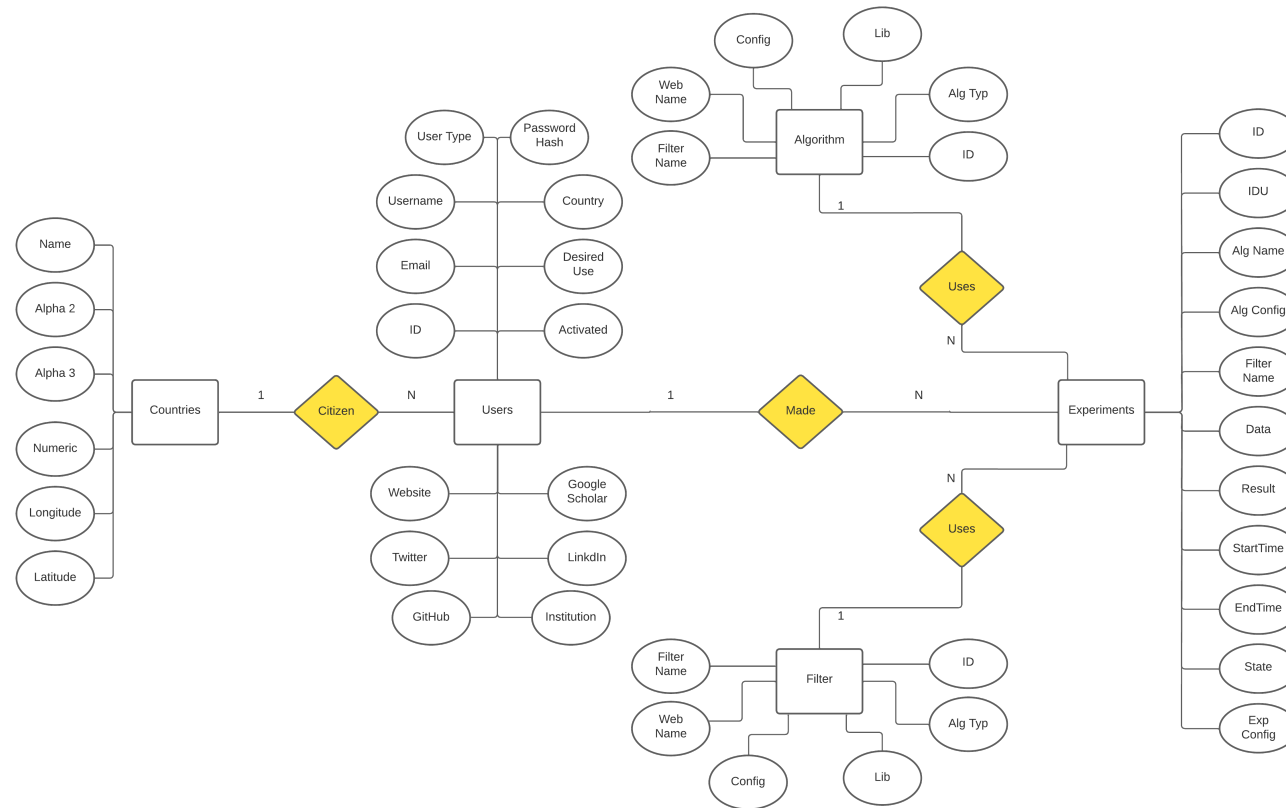 Config
Lib
Web
Name
Alg Typ
Algorithm
Filter
Name
ID
1
Uses
N
User Type
Password
Hash
Username
Country
Email
Desired
Use
ID
Activated
Name
Alpha 2
Alpha 3
Numeric
Longitude
Latitude
Countries
1
Citizen
N
Users
1
Made
N
Experiments
Website
Google
Scholar
Twitter
LinkdIn
GitHub
Institution
N
Uses
1
Filter
Name
Filter
ID
Web
Name
Alg Typ
Config
Lib
ID
IDU
Alg Name
Alg Config
Filter
Name
Data
Result
StartTime
EndTime
State
Exp
Config